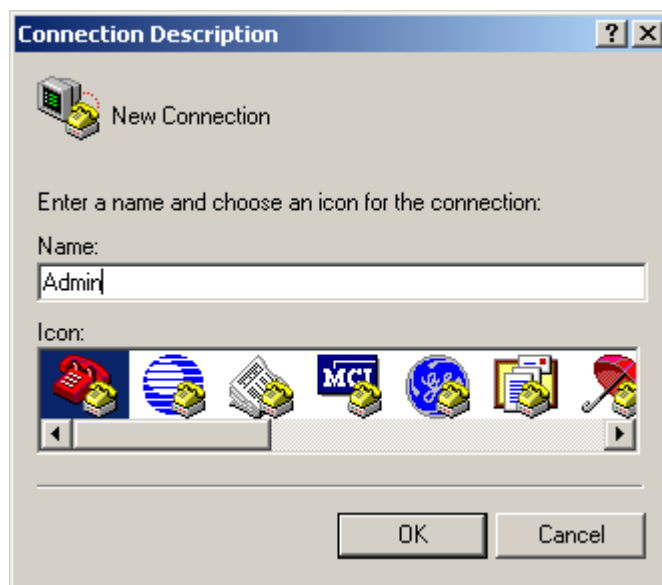 Connection Description
New Connection
Enter a name and choose an icon for the connection:
Name:
Admin
Icon:
MCI
OK
Cancel